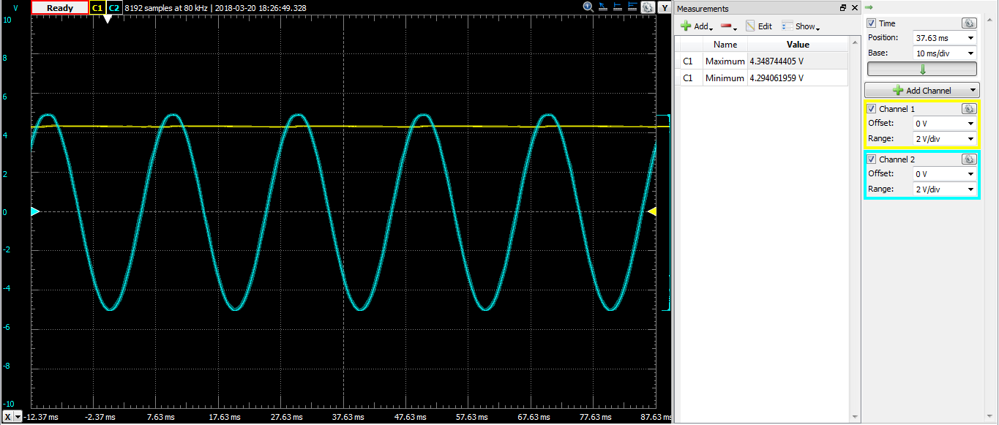 V Ready C1 C2 8192 samples at 80 kHz | 2018-03-20 18:26:49.328 Y
10
8
6
4
2
0
-2
-4
-6
-8
-10
X -12.37 ms -2.37 ms 7.63 ms 17.63 ms 27.63 ms 37.63 ms 47.63 ms 57.63 ms 67.63 ms 77.63 ms 87.63 ms
Measurements
Add Edit Show
Name Value
C1 Maximum 4.348744405 V
C1 Minimum 4.294061959 V
Time
Position: 37.63 ms
Base: 10 ms/div
Add Channel
Channel 1
Offset: 0 V
Range: 2 V/div
Channel 2
Offset: 0 V
Range: 2 V/div